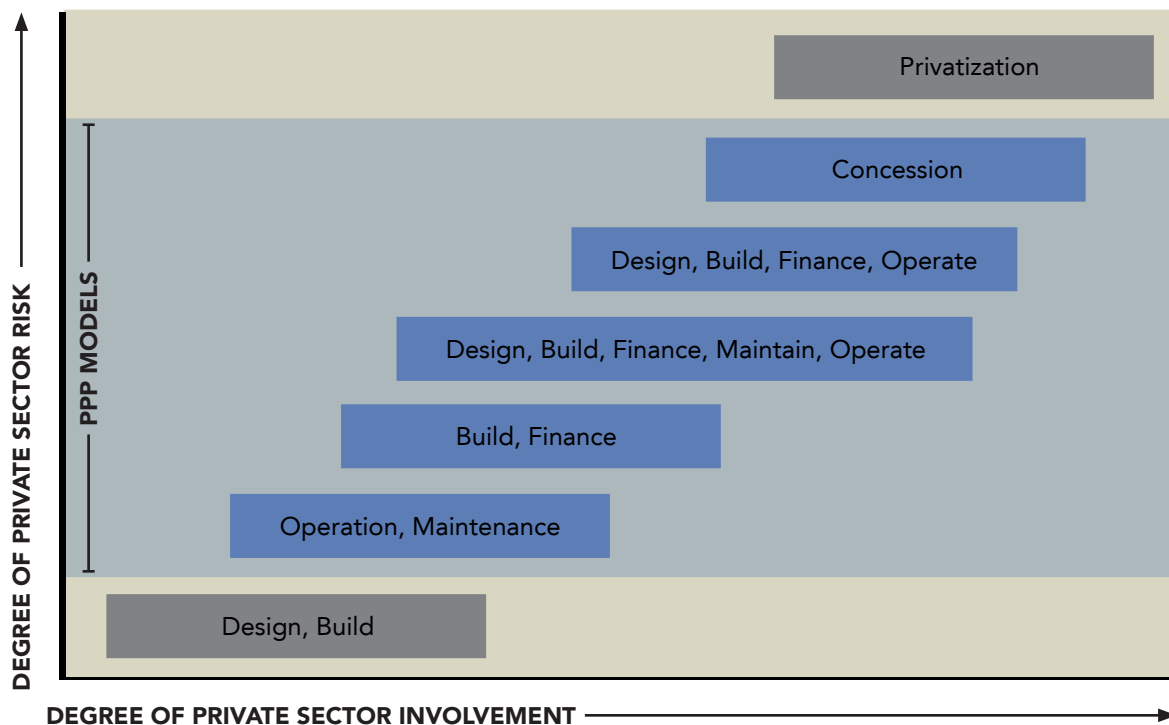 DEGREE OF PRIVATE SECTOR RISK
PPP MODELS
Privatization
Concession
Design, Build, Finance, Operate
Design, Build, Finance, Maintain, Operate
Build, Finance
Operation, Maintenance
Design, Build
DEGREE OF PRIVATE SECTOR INVOLVEMENT